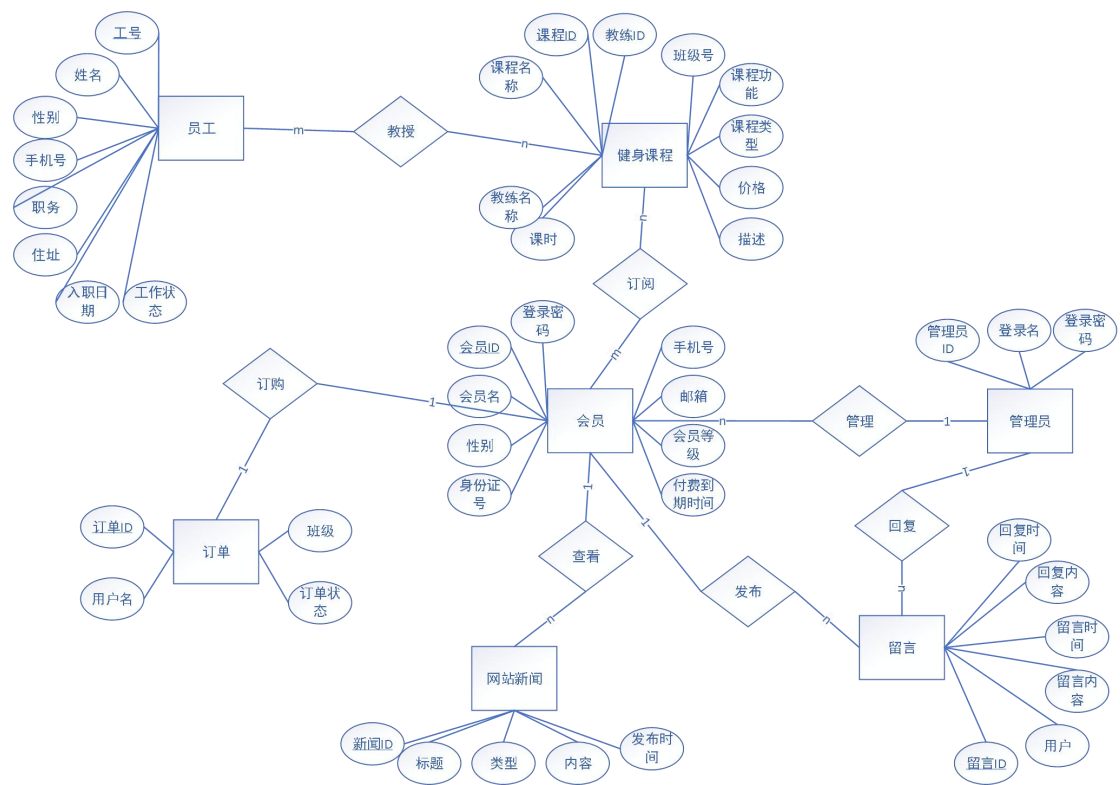 工号
姓名
性别
手机号
职务
住址
入职日
期
工作状
态
员工
m
教授
n
课程ID
教练ID
课程名
称
班级号
课程功
能
课程类
型
价格
描述
健身课程
教练名
称
课时
n
订阅
m
登录密
码
会员ID
会员名
性别
身份证
号
会员
手机号
邮箱
会员等
级
付费到
期时间
n
管理
1
管理员
管理员
ID
登录名
登录密
码
订购
1
1
订单
订单ID
用户名
班级
订单状
态
1
查看
n
网站新闻
新闻ID
标题
类型
内容
发布时
间
1
发布
n
1
回复
n
留言
回复时
间
回复内
容
留言时
间
留言内
容
用户
留言ID